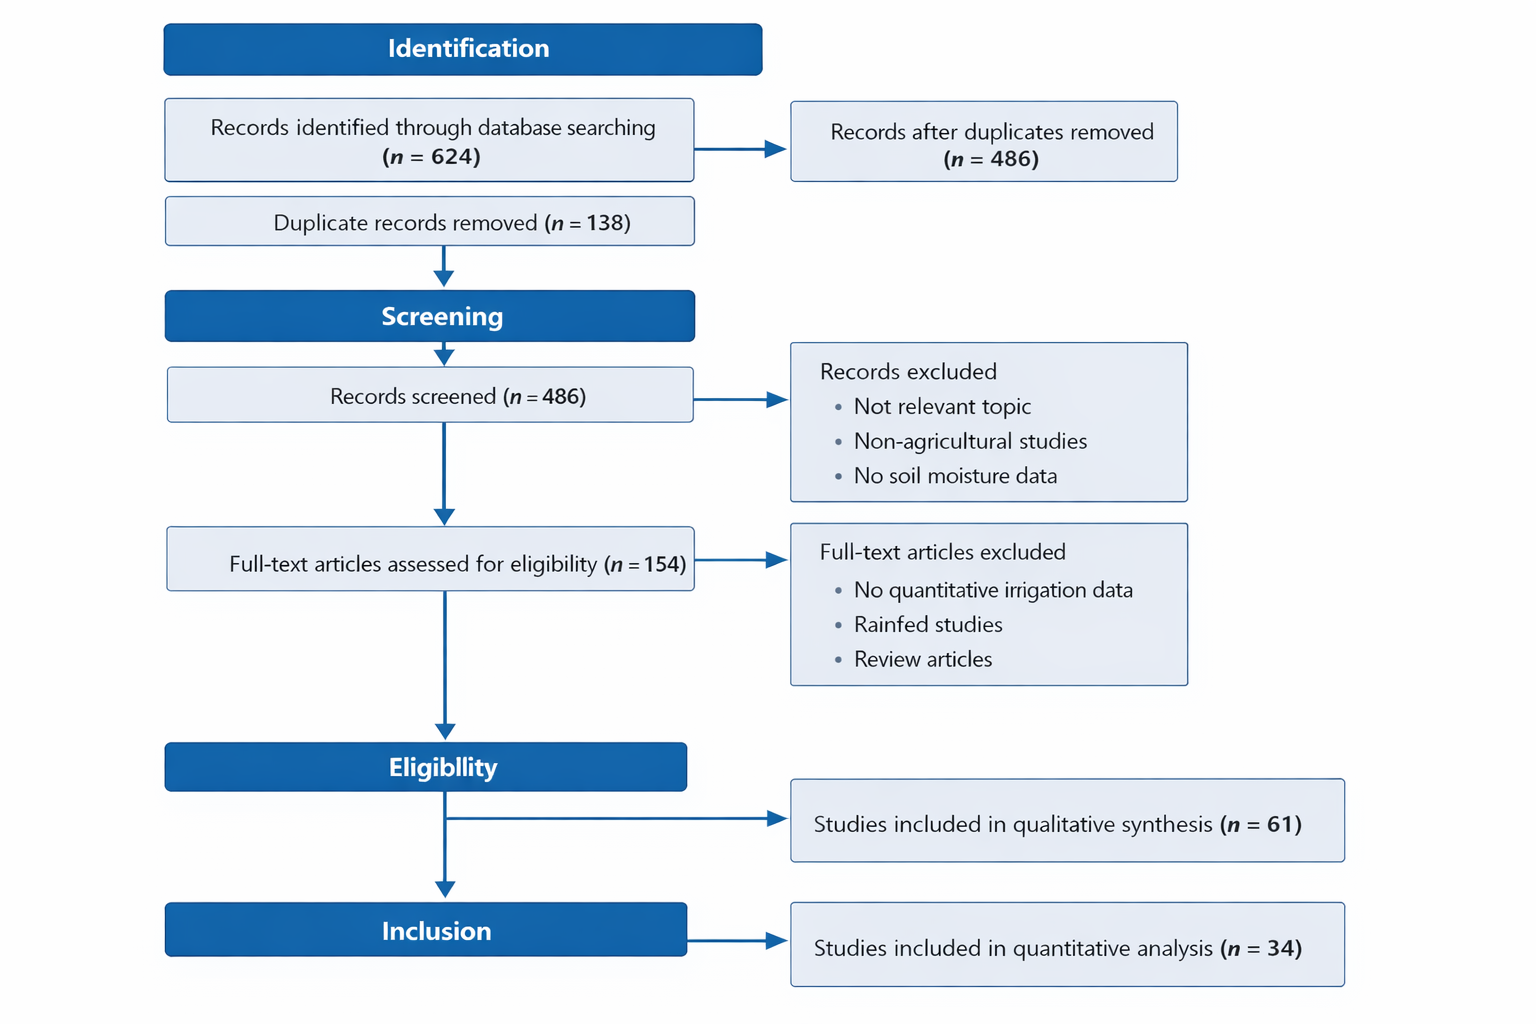 Identification
Records identified through database searching
(n = 624)
Records after duplicates removed
(n = 486)
Duplicate records removed (n = 138)
Screening
Records screened (n = 486)
Records excluded
• Not relevant topic
• Non-agricultural studies
• No soil moisture data
Full-text articles assessed for eligibility (n = 154)
Full-text articles excluded
• No quantitative irrigation data
• Rainfed studies
• Review articles
Eligibllity
Studies included in qualitative synthesis (n = 61)
Inclusion
Studies included in quantitative analysis (n = 34)